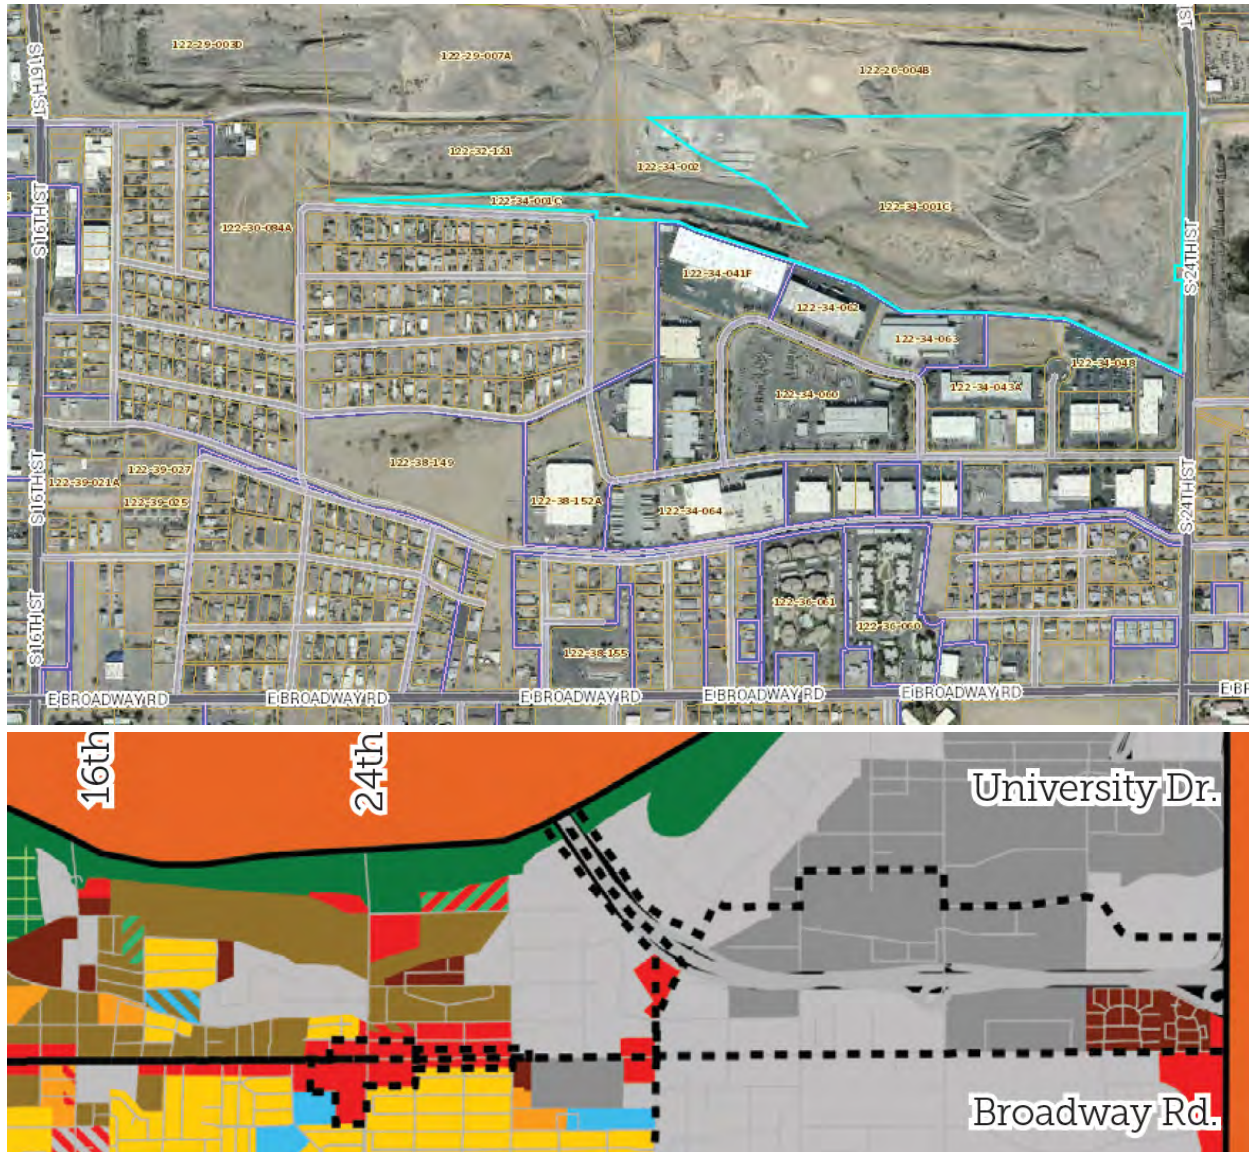 S 16TH ST
ST
122-29-003D
122-29-007A
122-26-004B
122-32-121
122-34-002
122-34-001C
122-34-001C
122-30-084A
S 16TH ST
S 24TH ST
122-34-041F
122-34-062
122-34-063
122-34-048
122-34-043A
122-34-060
122-38-149
122-39-027
122-39-021A
122-39-025
122-38-152A
122-34-064
S 16TH ST
S 24TH ST
122-36-061
122-36-060
S 16TH ST
122-38-155
E BROADWAY RD
E BROADWAY RD
E BROADWAY RD
E BROADWAY RD
E BROADWAY RD
E BR
16th
24th
University Dr.
Broadway Rd.